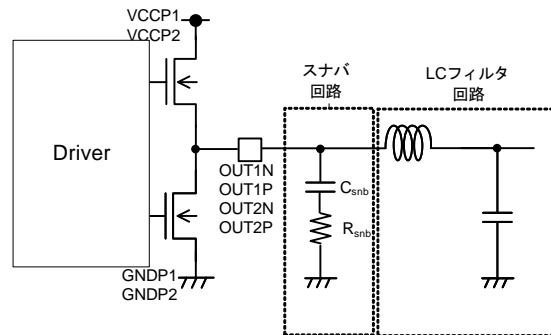 VCCP1
VCCP2
スナバ
回路
LCフィルタ
回路
Driver
OUT1N
OUT1P
OUT2N
OUT2P
Csnb
Rsnb
GNDP1
GNDP2